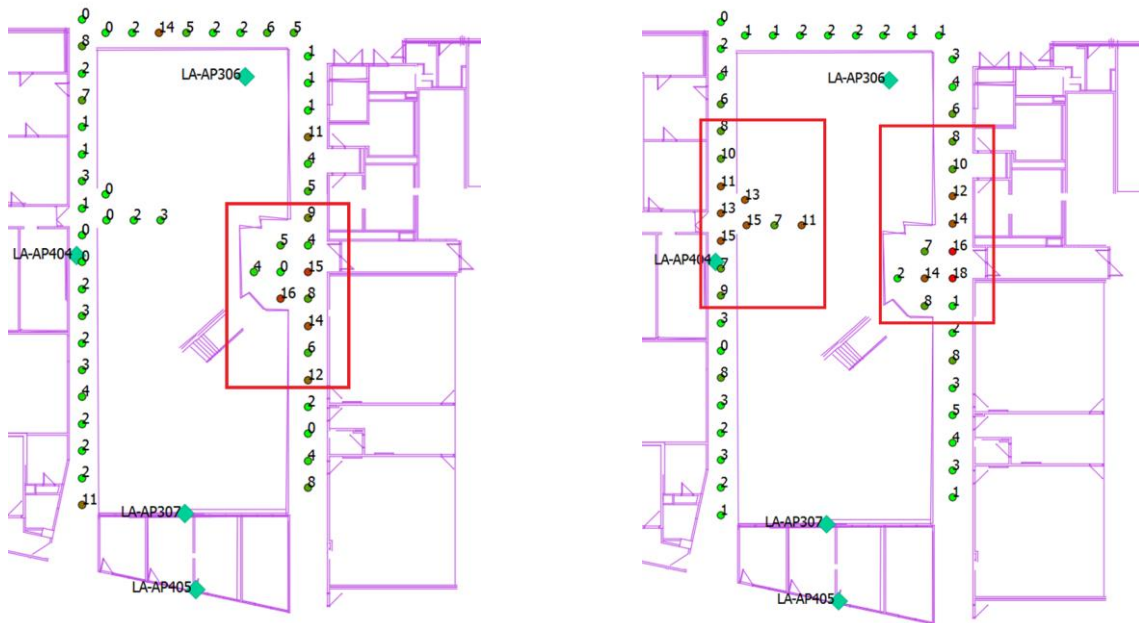 0
0 2 14 5 2 2 6 5
8 1
2 LA-AP306 1
7 1
1 11
1 4
3 5
0
1 0 2 3 9
0 5 4
LA-AP404 0 4 0 15
2 16 8
3 14
2 6
3 12
4 2
2 0
2 4
2 8
11 LA-AP307
LA-AP405
0
1 1 2 2 2 2 1 1
2 3
4 LA-AP306 4
6 6
8 8
10 10
11 13 12
13 15 7 11 14
15 7 16
LA-AP404 7 2 14 18
9 8 1
3 2
0 8
8 3
3 5
2 4
3 3
2 1
1 LA-AP307
LA-AP405